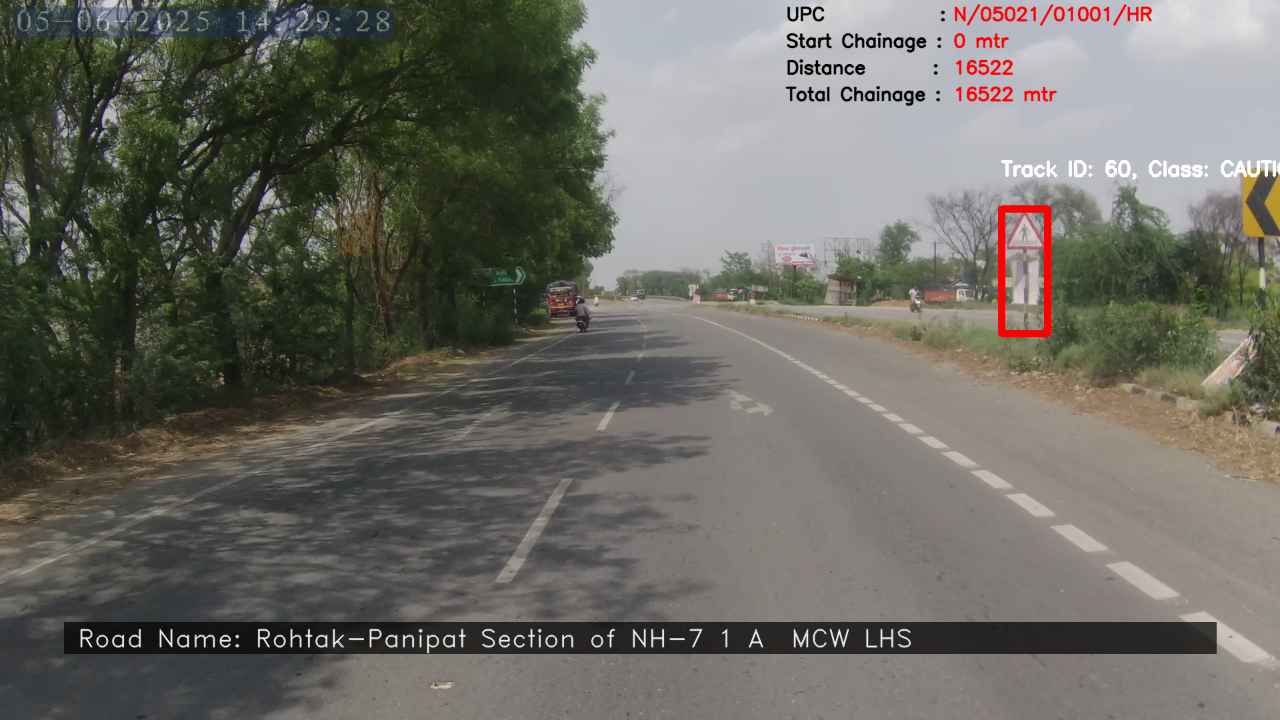 05-06-2025 14:29:28
UPC : N/05021/01001/HR
Start Chainage : 0 mtr
Distance : 16522
Total Chainage : 16522 mtr
Track ID: 60, Class: CAUTI
Road Name: Rohtak-Panipat Section of NH-7 1 A MCW LHS